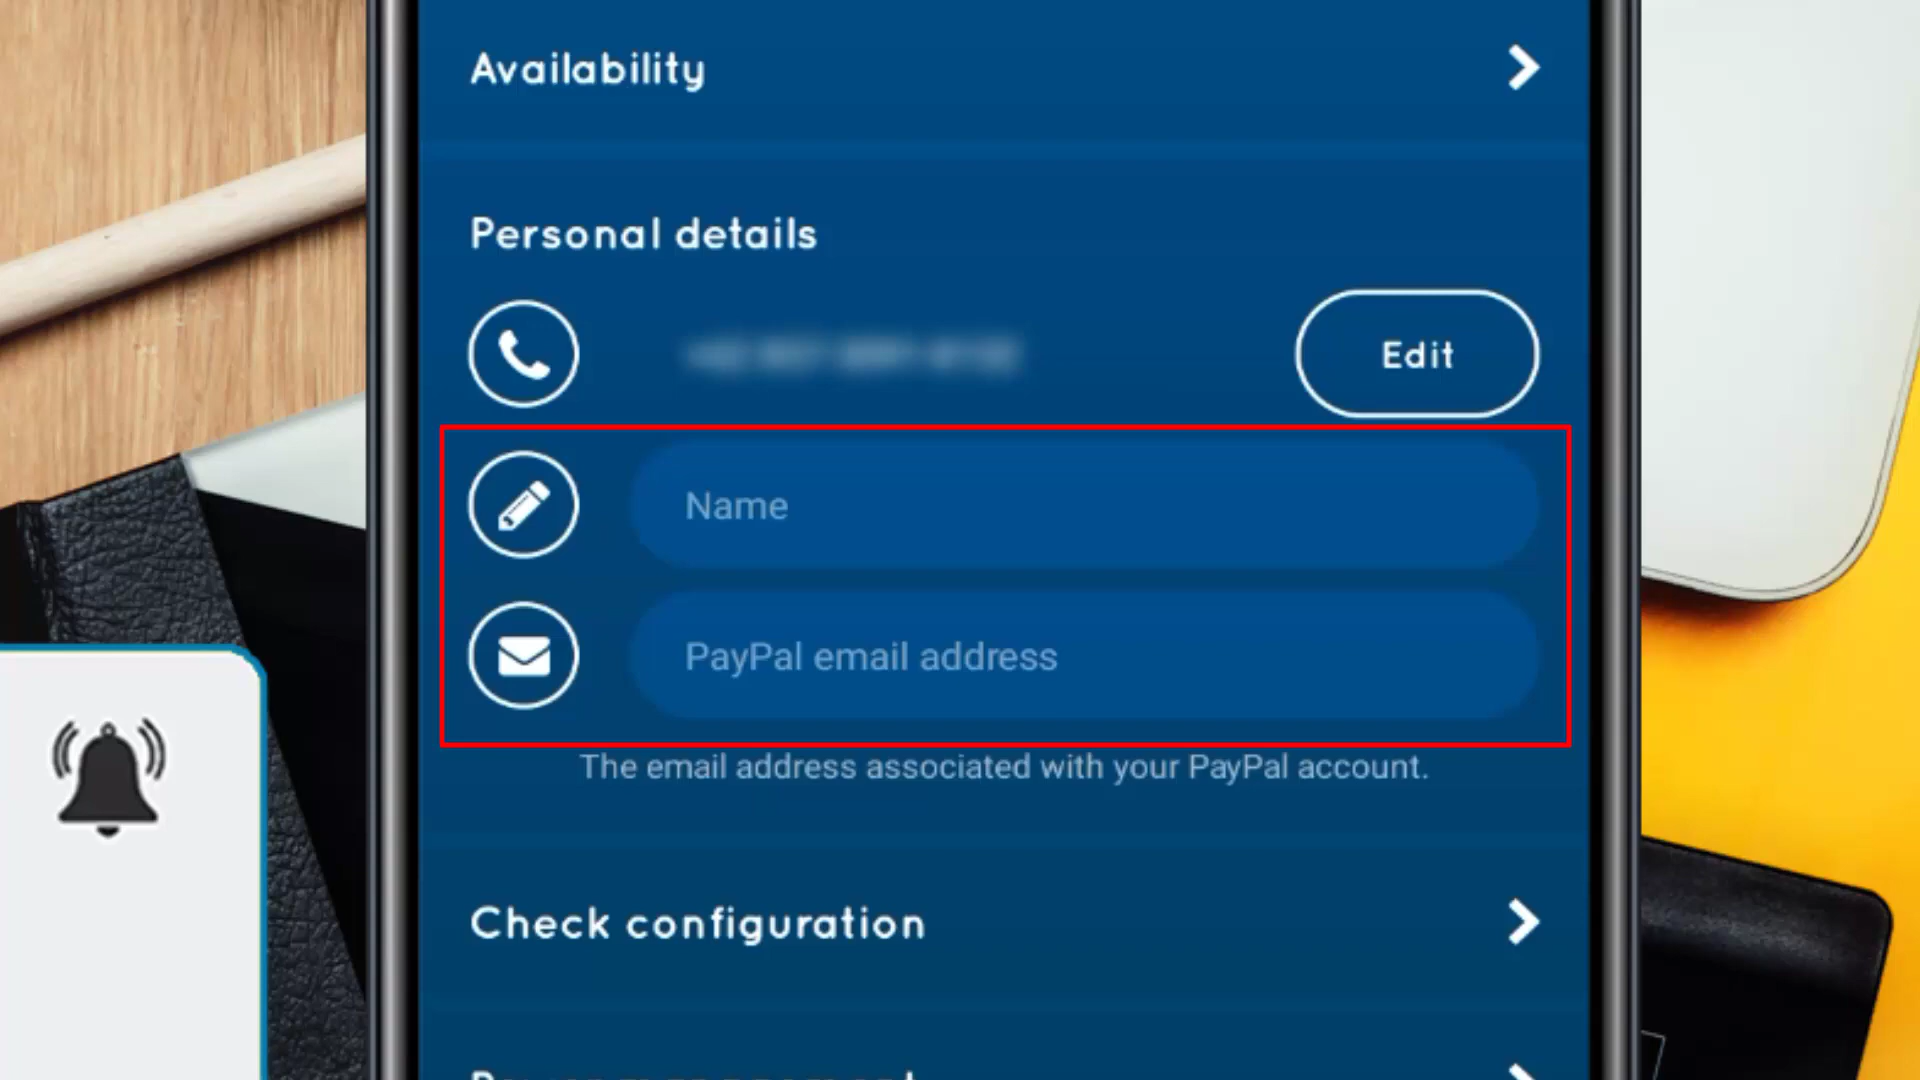 Availability
Personal details
Edit
Name
PayPal email address
The email address associated with your PayPal account.
Check configuration